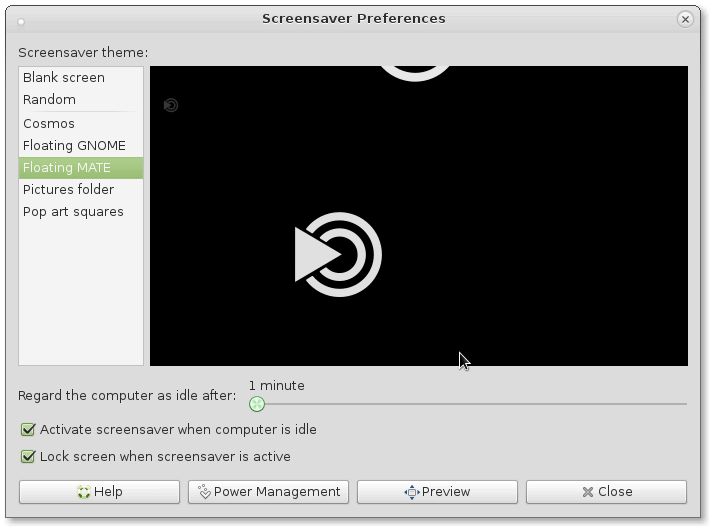 Screensaver Preferences
Screensaver theme:
Blank screen
Random
Cosmos
Floating GNOME
Floating MATE
Pictures folder
Pop art squares
1 minute
Regard the computer as idle after:
Activate screensaver when computer is idle
Lock screen when screensaver is active
Help Power Management Preview Close